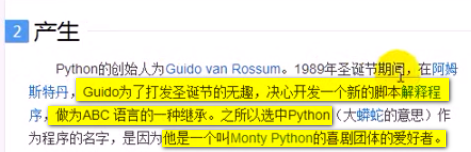 2 产生
Python的创始人为Guido van Rossum。1989年圣诞节期间，在阿姆
斯特丹，Guido为了打发圣诞节的无趣，决心开发一个新的脚本解释程
序，做为ABC 语言的一种继承。之所以选中Python（大蟒蛇的意思）作
为程序的名字，是因为他是一个叫Monty Python的喜剧团体的爱好者。